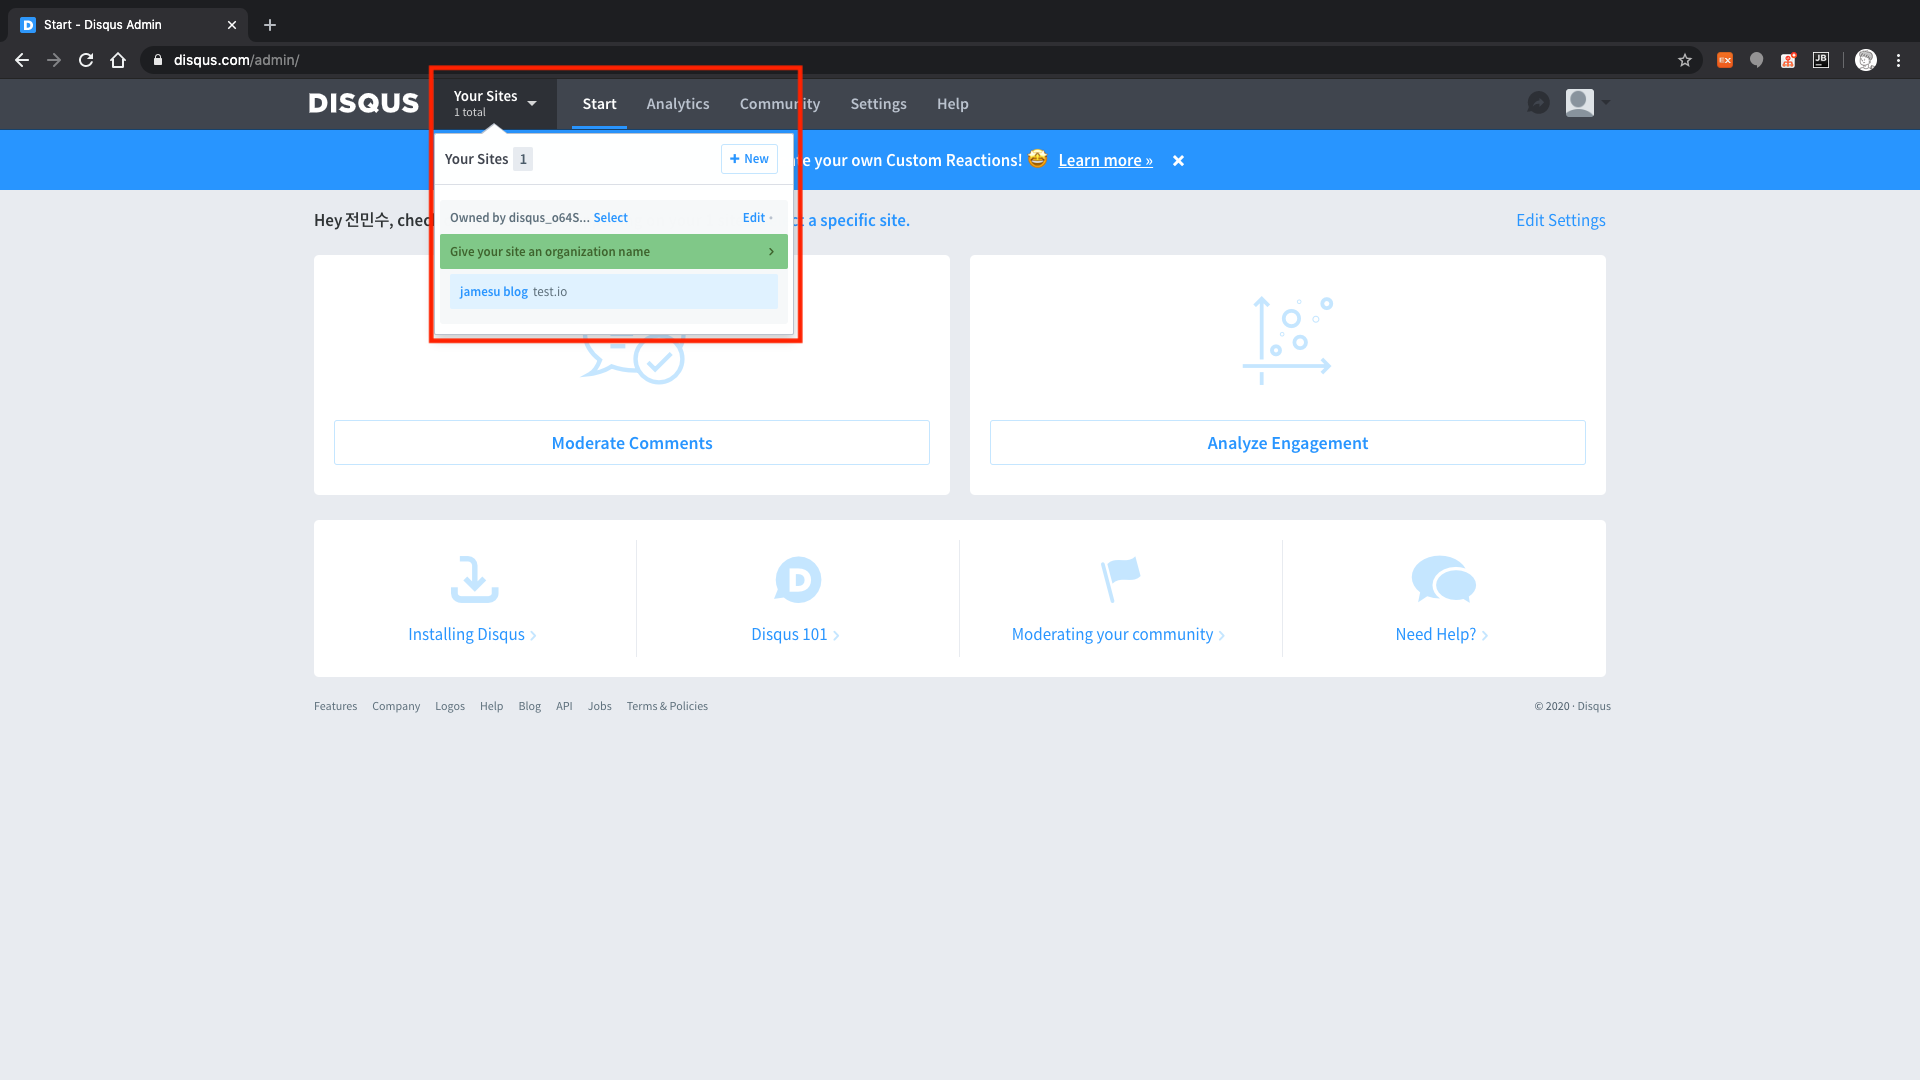 Start - Disqus Admin
disqus.com/admin/
EX
JB
DISQUS
Your Sites
1 total
Start
Analytics
Community
Settings
Help
Your Sites 1
+ New
te your own Custom Reactions! 🤩 Learn more »
Hey 전민수, chec
Owned by disqus_o64S... Select
Edit
a specific site.
Edit Settings
Give your site an organization name
jamesu blog test.io
Moderate Comments
Analyze Engagement
Installing Disqus
Disqus 101
Moderating your community
Need Help?
Features
Company
Logos
Help
Blog
API
Jobs
Terms & Policies
© 2020 · Disqus